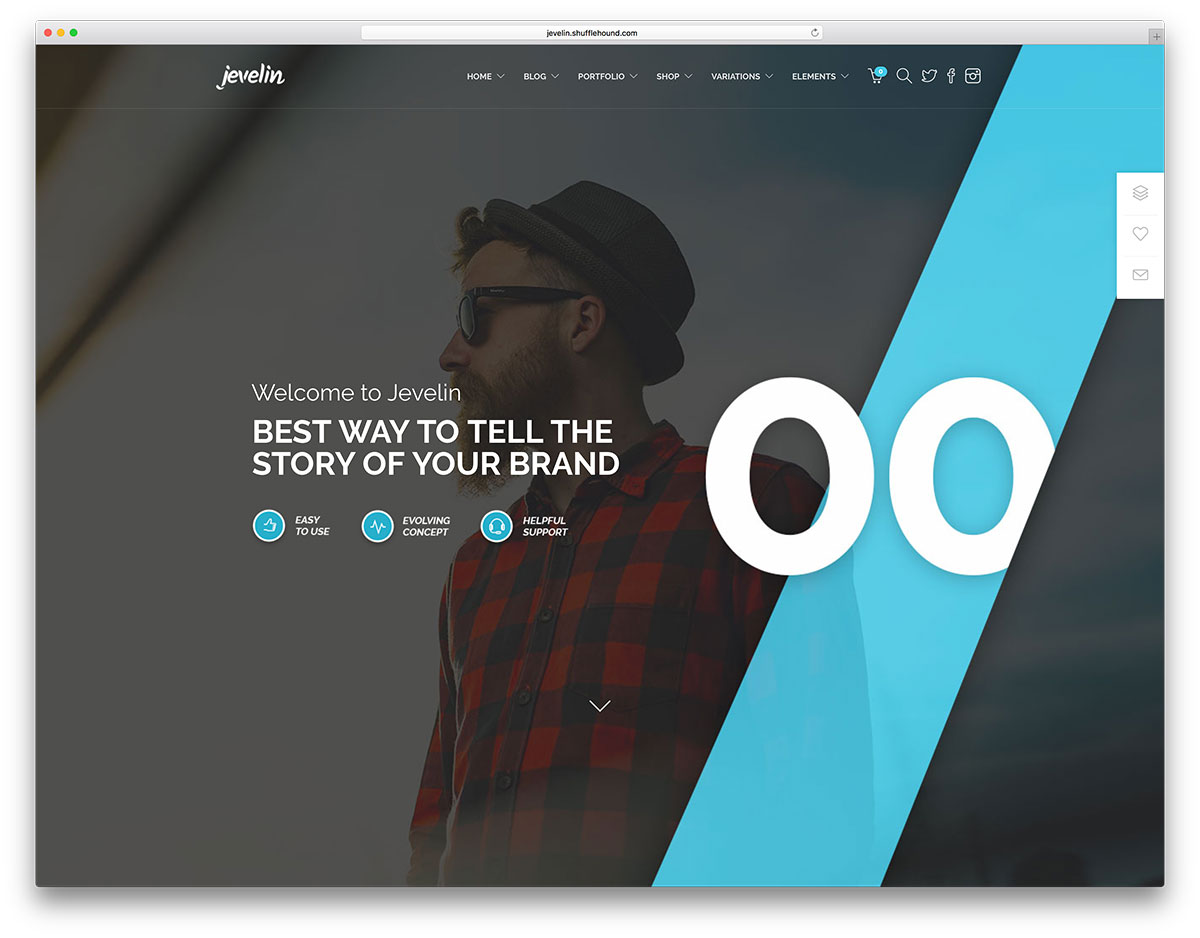 jevelin.shufflehound.com
jevelin
HOME BLOG PORTFOLIO SHOP VARIATIONS ELEMENTS 0
Welcome to Jevelin
BEST WAY TO TELL THE
STORY OF YOUR BRAND
EASY
TO USE
EVOLVING
CONCEPT
HELPFUL
SUPPORT
00